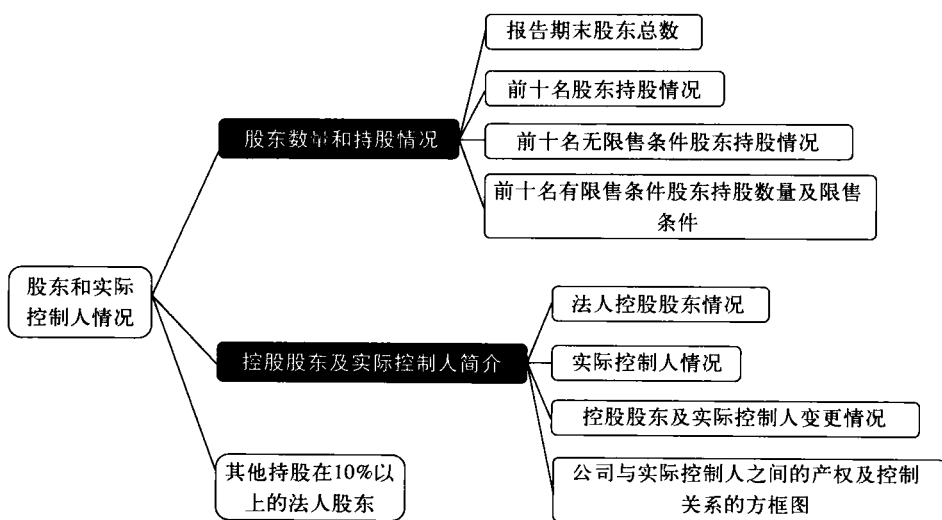 股东和实际
控制人情况
股东数量和持股情况
报告期末股东总数
前十名股东持股情况
前十名无限售条件股东持股情况
前十名有限售条件股东持股数量及限售
条件
控股股东及实际控制人简介
法人控股股东情况
实际控制人情况
控股股东及实际控制人变更情况
公司与实际控制人之间的产权及控制
关系的方框图
其他持股在10%以
上的法人股东